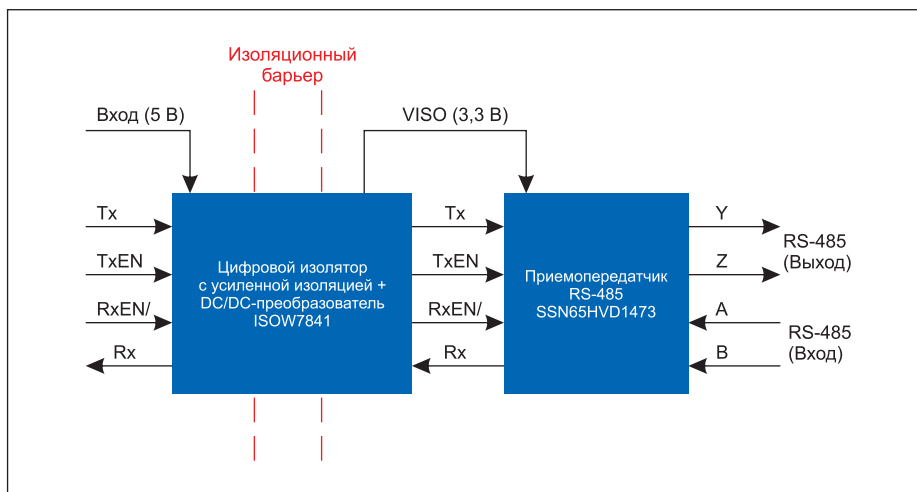 Изоляционный
барьер
Вход (5 В)
VISO (3,3 В)
Tx
TxEN
RxEN/
Rx
Цифровой изолятор
с усиленной изоляцией +
DC/DC-преобразователь
ISOW7841
Tx
TxEN
RxEN/
Rx
Приемопередатчик
RS-485
SSN65HVD1473
Y
Z
A
B
RS-485
(Выход)
RS-485
(Вход)